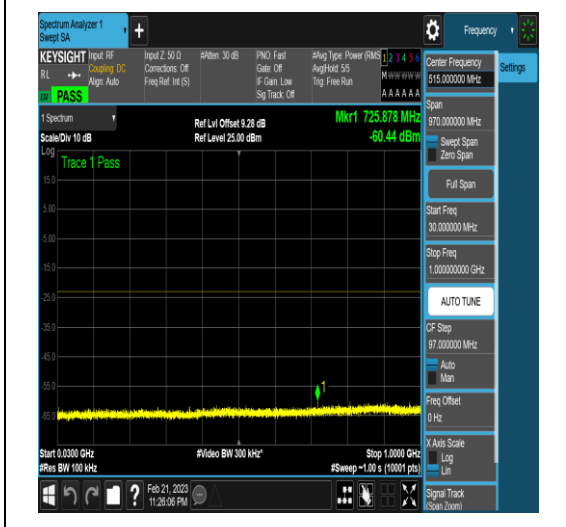 Spectrum Analyzer 1
Swept SA
+
Frequency
KEYSIGHT
RL
Input: RF
Coupling: DC
Align: Auto
Input Z: 50 Ω
Corrections: Off
Freq Ref: Int (S)
#Atten: 30 dB
PNO: Fast
Gate: Off
IF Gain: Low
Sig Track: Off
#Avg Type: Power (RMS
Avg|Hold: 5/5
Trig: Free Run
1 2 3 4 5 6
M W W W W W
A A A A A A
PASS
1 Spectrum
Scale/Div 10 dB
Ref Lvl Offset 9.28 dB
Ref Level 25.00 dBm
Mkr1 725.878 MHz
-60.44 dBm
Log
Trace 1 Pass
15.0
5.00
-5.00
-15.0
-25.0
-35.0
-45.0
-55.0
-65.0
1
Start 0.0300 GHz
#Res BW 100 kHz
#Video BW 300 kHz*
Stop 1.0000 GHz
#Sweep ~1.00 s (10001 pts)
?
Feb 21, 2023
11:26:06 PM
Center Frequency
515.000000 MHz
Settings
Span
970.000000 MHz
Swept Span
Zero Span
Full Span
Start Freq
30.000000 MHz
Stop Freq
1.000000000 GHz
AUTO TUNE
CF Step
97.000000 MHz
Auto
Man
Freq Offset
0 Hz
X Axis Scale
Log
Lin
Signal Track
(Span Zoom)